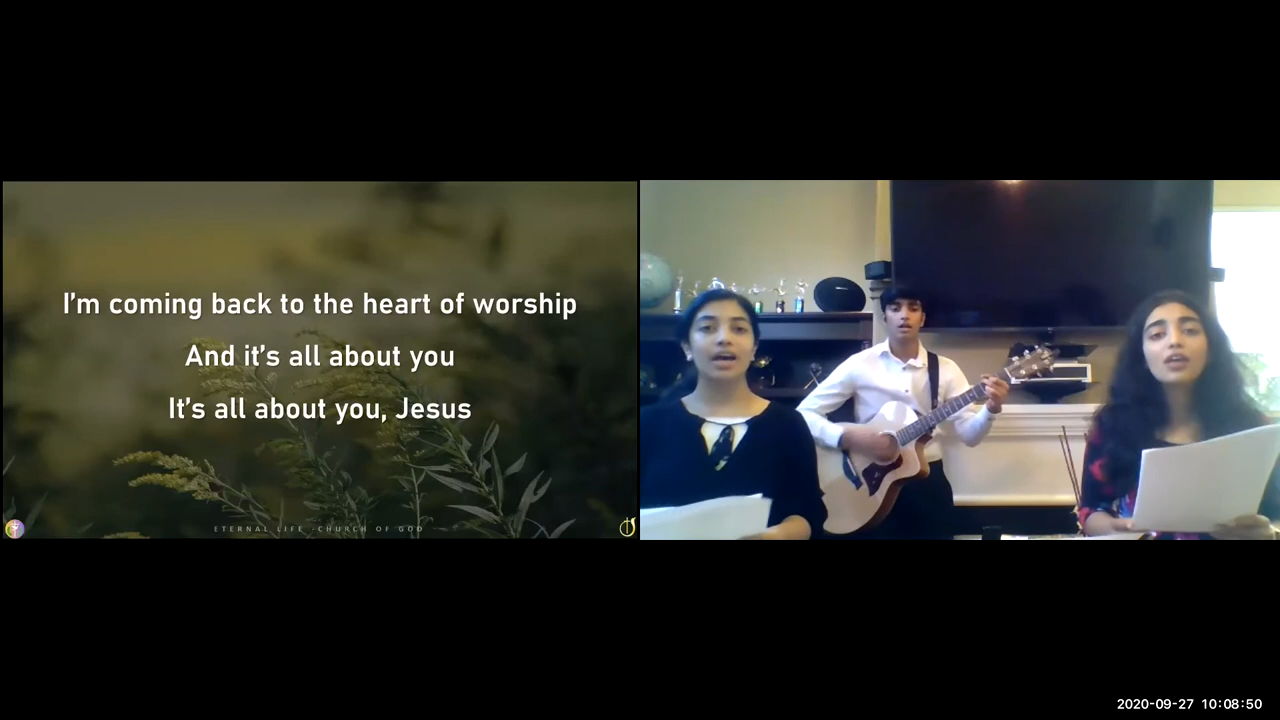 I'm coming back to the heart of worship
And it's all about you
It's all about you, Jesus
ETERNAL LIFE CHURCH OF GOD
2020-09-27 10:08:50